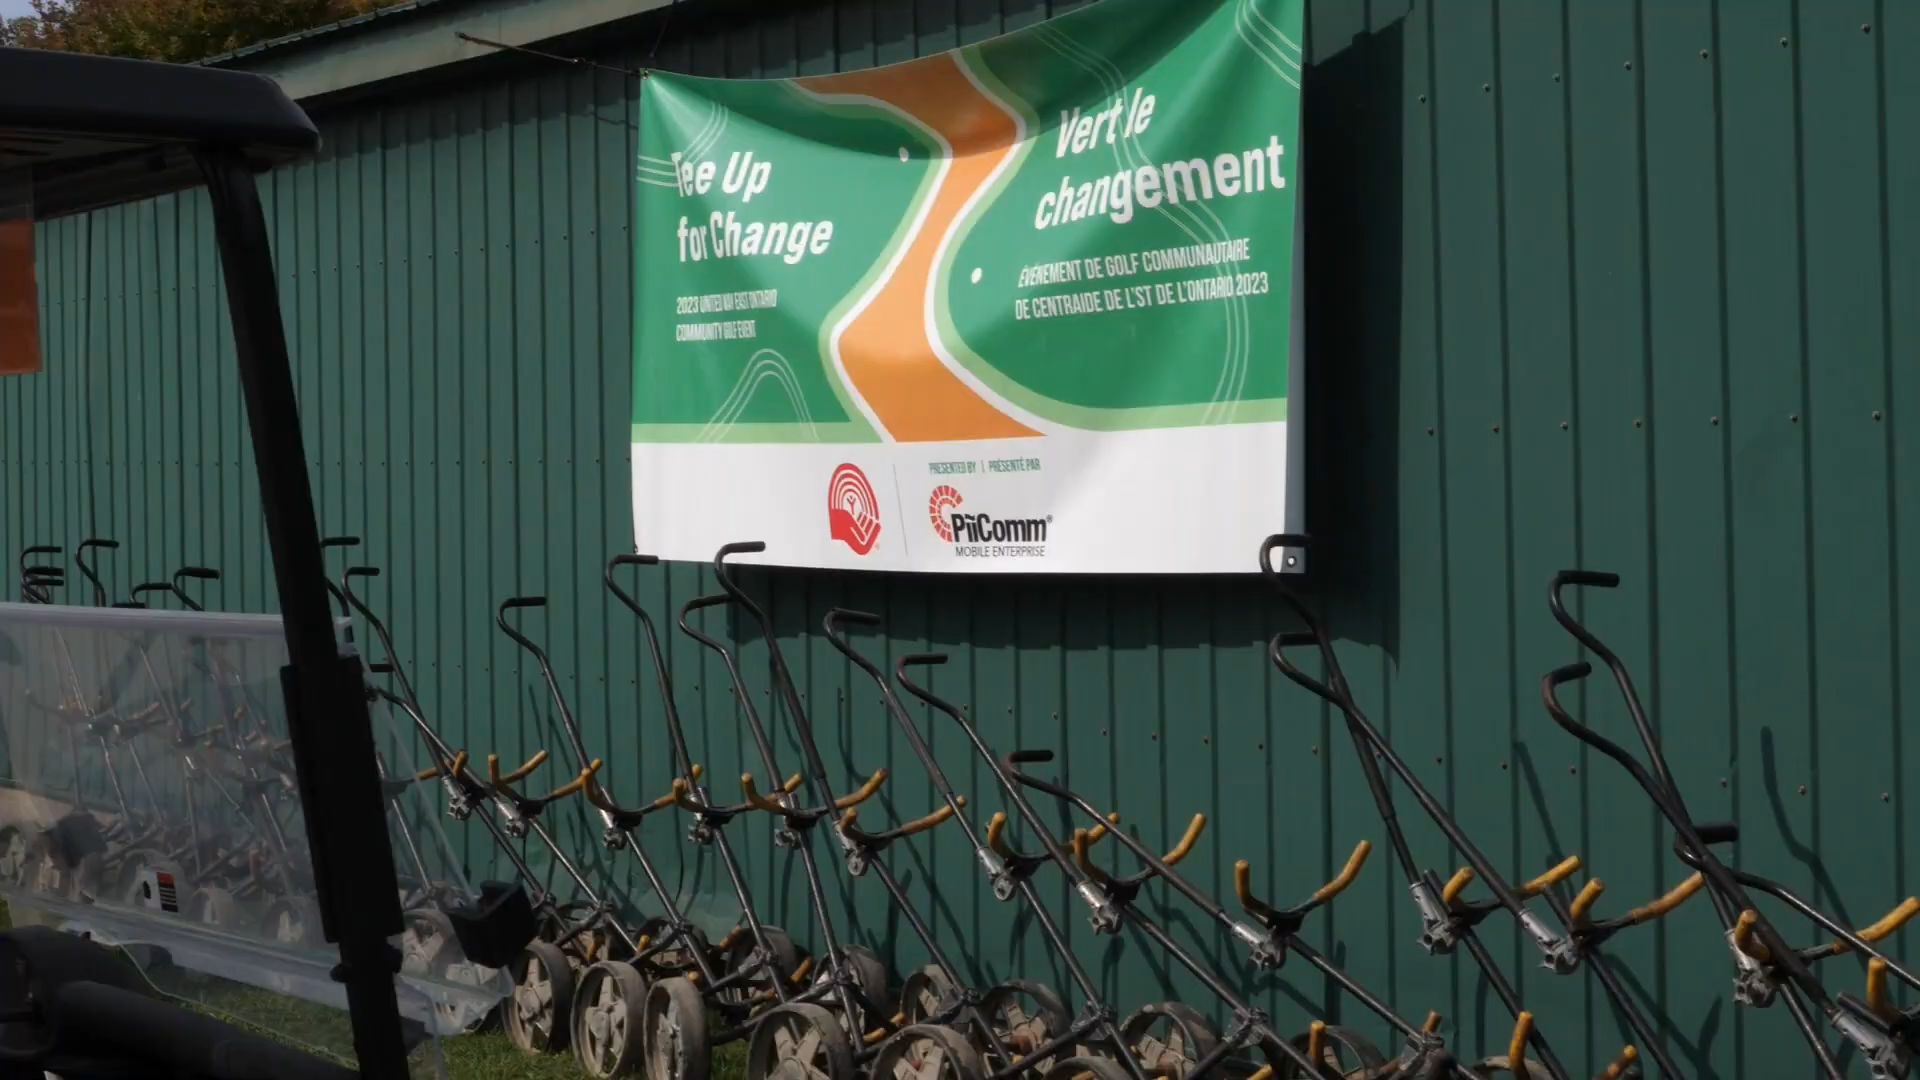 Tee Up
for Change
2023 UNITED WAY EAST ONTARIO
COMMUNITY GOLF EVENT
Vert le
changement
ÉVÉNEMENT DE GOLF COMMUNAUTAIRE
DE CENTRAIDE DE L'ST DE L'ONTARIO 2023
PRESENTED BY | PRÉSENTÉ PAR
PiiComm®
MOBILE ENTERPRISE